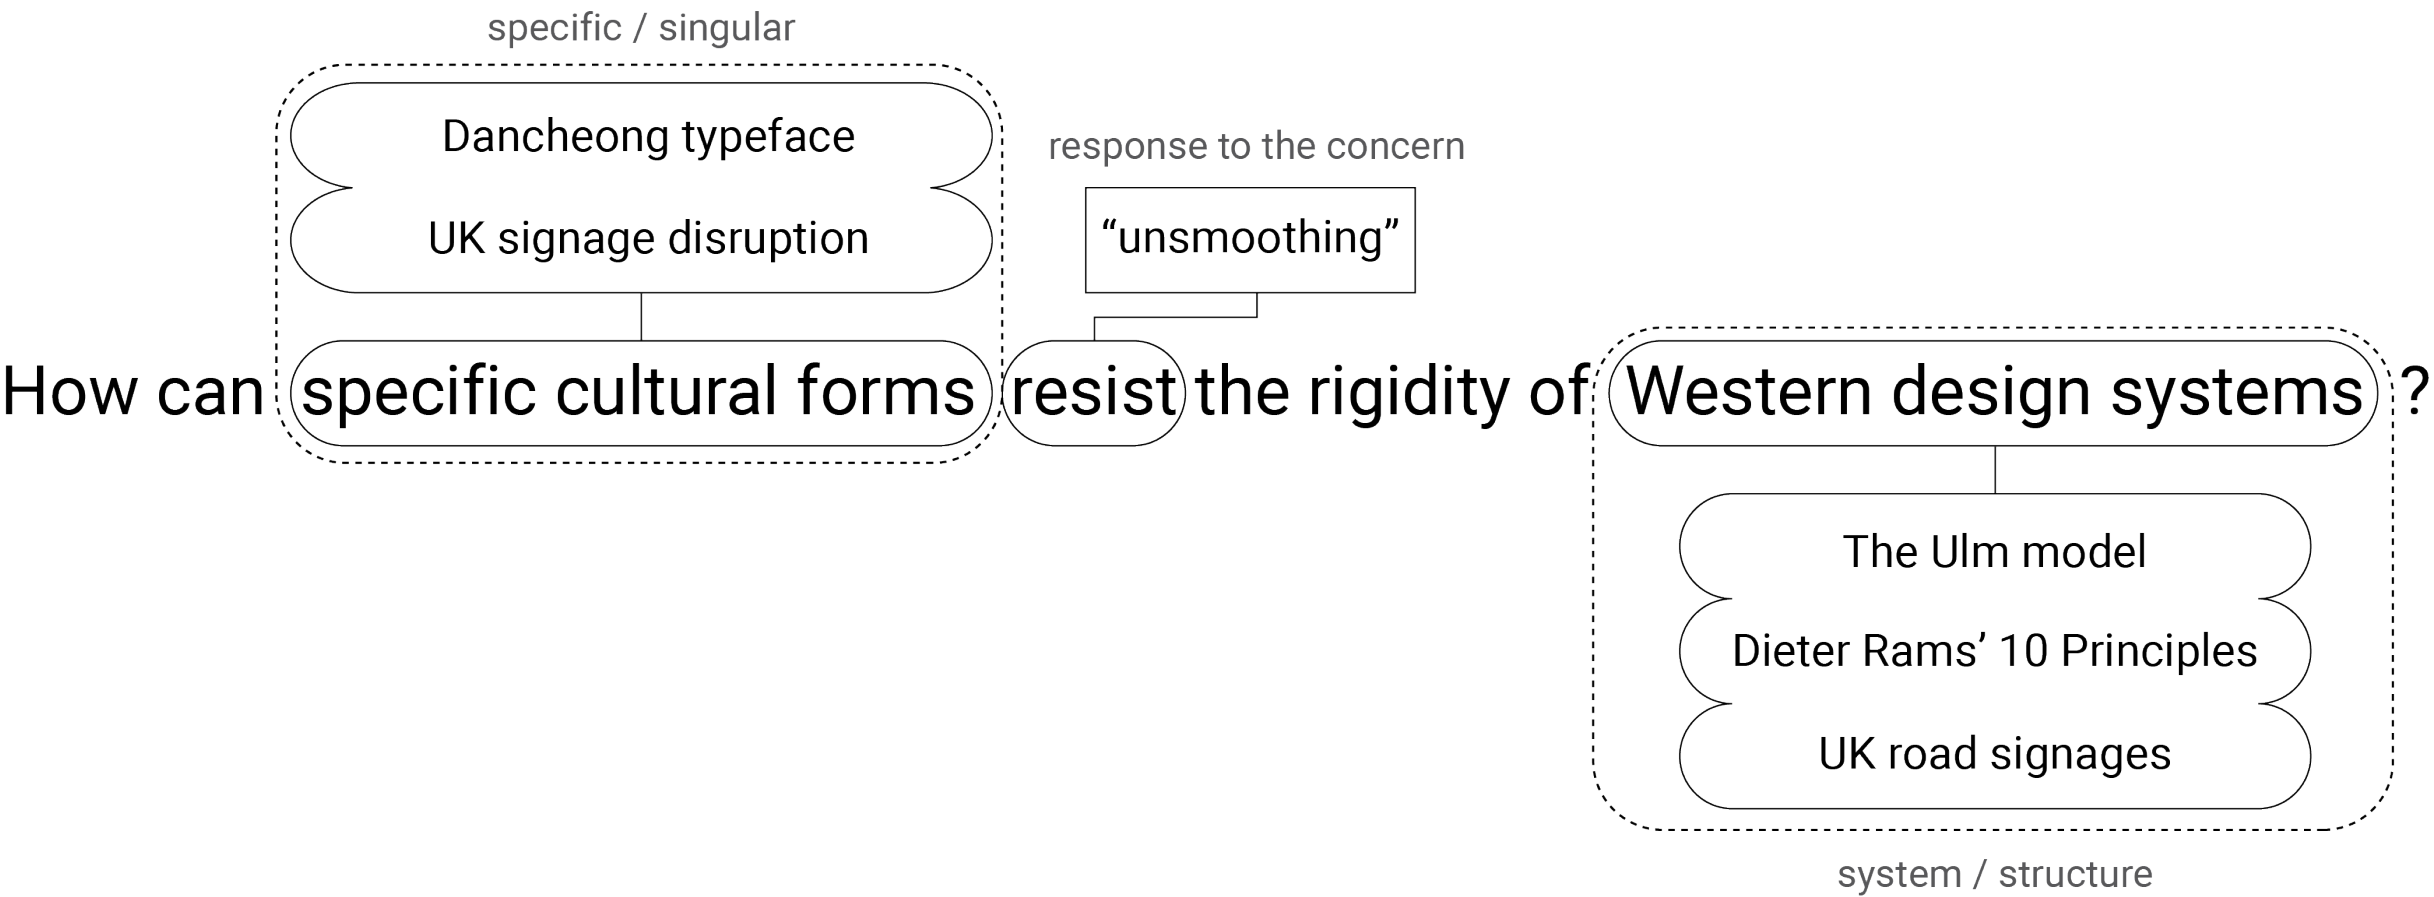 specific / singular
Dancheong typeface
UK signage disruption
response to the concern
“unsmoothing”
How can specific cultural forms resist the rigidity of Western design systems ?
The Ulm model
Dieter Rams’ 10 Principles
UK road signages
system / structure